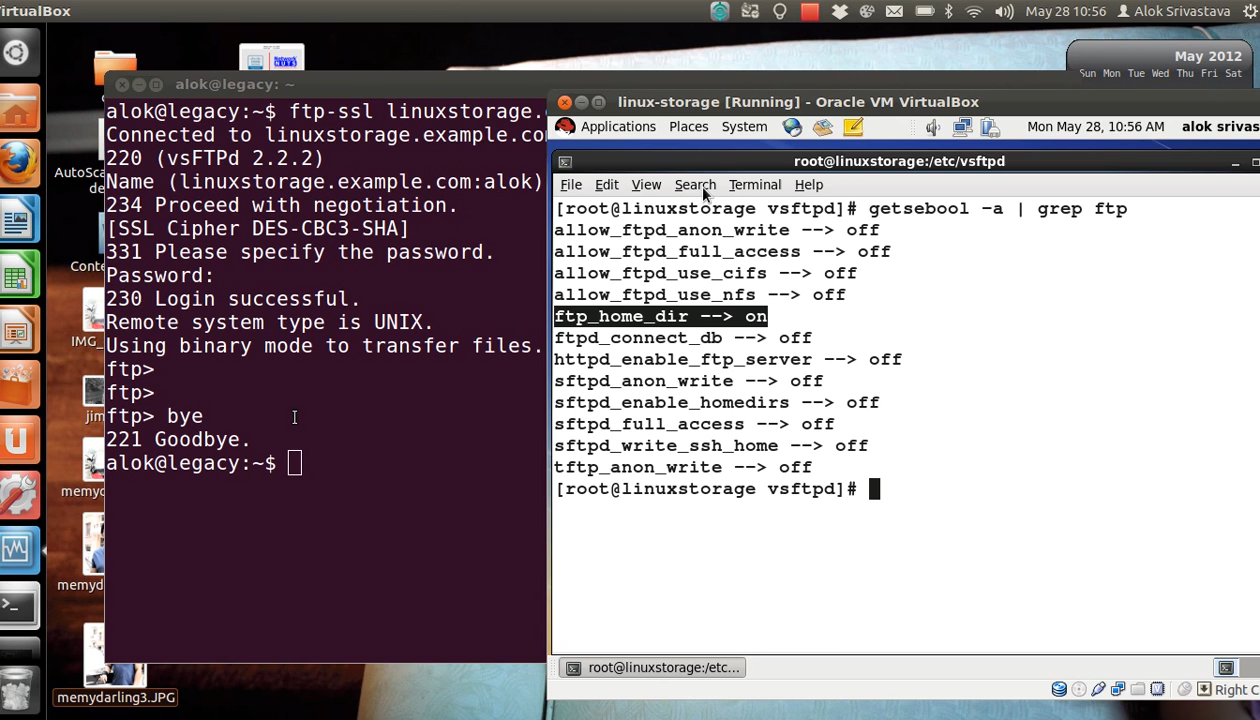 VirtualBox
May 28 10:56
Alok Srivastava
May 2012
Sun Mon Tue Wed Thu Fri Sat
AutoSca
de
Conte
IMG_
jim
memyd
memyda
memydarling3.JPG
alok@legacy: ~
alok@legacy:~$ ftp-ssl linuxstorage.
Connected to linuxstorage.example.co
220 (vsFTPd 2.2.2)
Name (linuxstorage.example.com:alok)
234 Proceed with negotiation.
[SSL Cipher DES-CBC3-SHA]
331 Please specify the password.
Password:
230 Login successful.
Remote system type is UNIX.
Using binary mode to transfer files.
ftp>
ftp>
ftp> bye
221 Goodbye.
alok@legacy:~$
linux-storage [Running] - Oracle VM VirtualBox
Applications Places System
Mon May 28, 10:56 AM
alok srivas
root@linuxstorage:/etc/vsftpd
File Edit View Search Terminal Help
[root@linuxstorage vsftpd]# getsebool -a | grep ftp
allow_ftpd_anon_write --> off
allow_ftpd_full_access --> off
allow_ftpd_use_cifs --> off
allow_ftpd_use_nfs --> off
ftp_home_dir --> on
ftpd_connect_db --> off
httpd_enable_ftp_server --> off
sftpd_anon_write --> off
sftpd_enable_homedirs --> off
sftpd_full_access --> off
sftpd_write_ssh_home --> off
tftp_anon_write --> off
[root@linuxstorage vsftpd]#
root@linuxstorage:/etc...
Right C